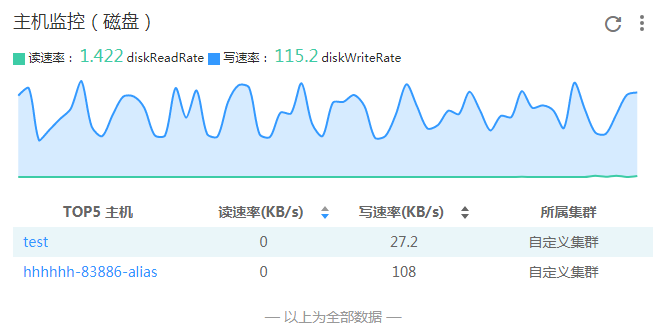 主机监控（磁盘）
读速率： 1.422 diskReadRate 写速率： 115.2 diskWriteRate
TOP5 主机 读速率(KB/s) 写速率(KB/s) 所属集群
test 0 27.2 自定义集群
hhhhhh-83886-alias 0 108 自定义集群
— 以上为全部数据 —